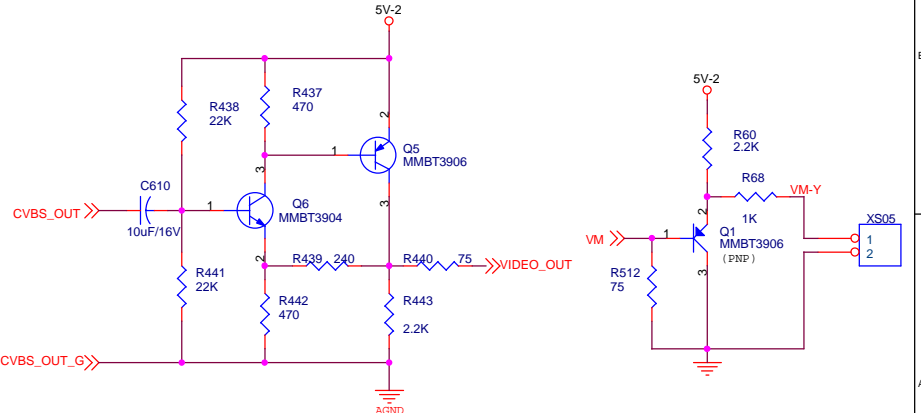 5V-2
R438
22K
R437
470
2
1
Q5
MMBT3906
3
C610
10uF/16V
CVBS_OUT
1
3
Q6
MMBT3904
2
R439 240
R440 75
VIDEO_OUT
R441
22K
R442
470
R443
2.2K
CVBS_OUT_G
AGND
5V-2
R60
2.2K
R68
1K
VM-Y
XS05
1
2
VM
1
2
Q1
MMBT3906
(PNP)
3
R512
75